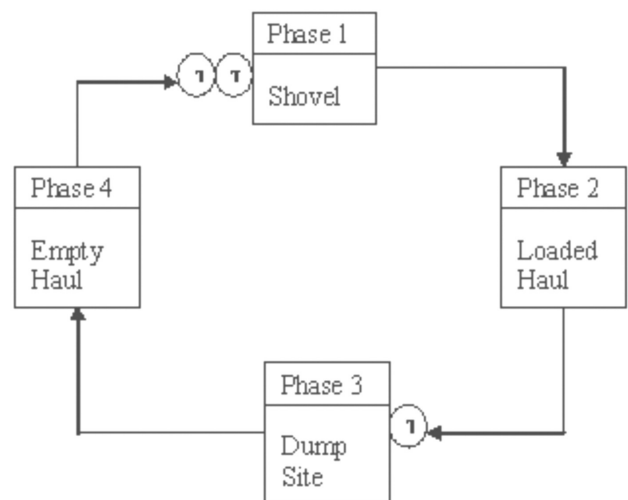 Phase 1
Shovel
Phase 4
Empty
Haul
Phase 2
Loaded
Haul
Phase 3
Dump
Site